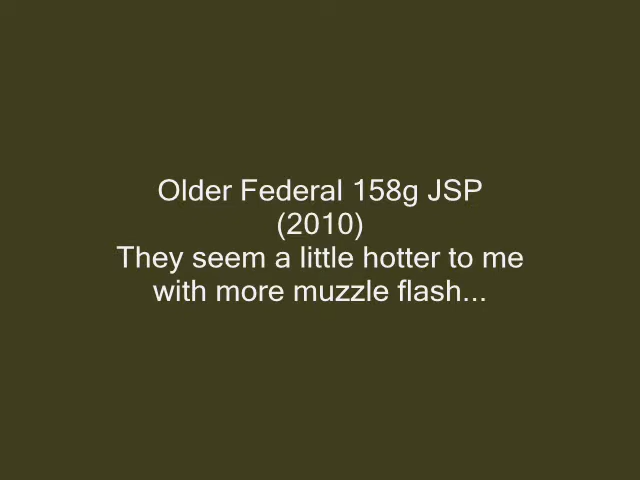 Older Federal 158g JSP
(2010)
They seem a little hotter to me
with more muzzle flash...